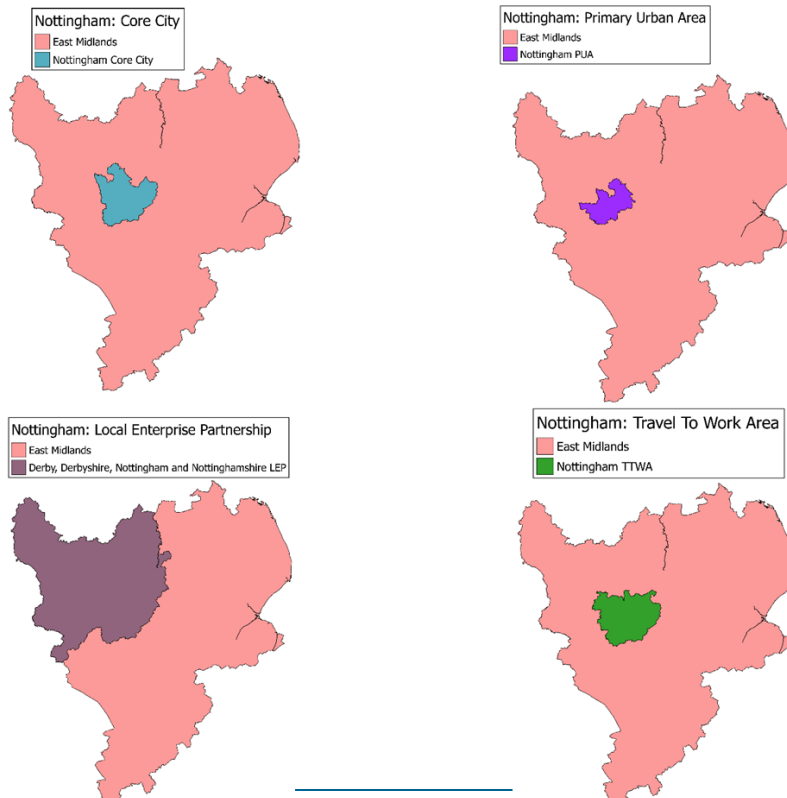 Nottingham: Core City
East Midlands
Nottingham Core City
Nottingham: Primary Urban Area
East Midlands
Nottingham PUA
Nottingham: Local Enterprise Partnership
East Midlands
Derby, Derbyshire, Nottingham and Nottinghamshire LEP
Nottingham: Travel To Work Area
East Midlands
Nottingham TTWA